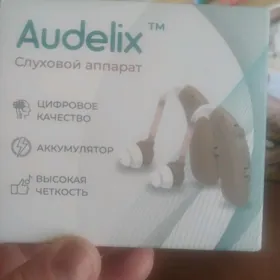 Audelix™
Слуховой аппарат
ЦИФРОВОЕ
КАЧЕСТВО
АККУМУЛЯТОР
ВЫСОКАЯ
ЧЕТКОСТЬ